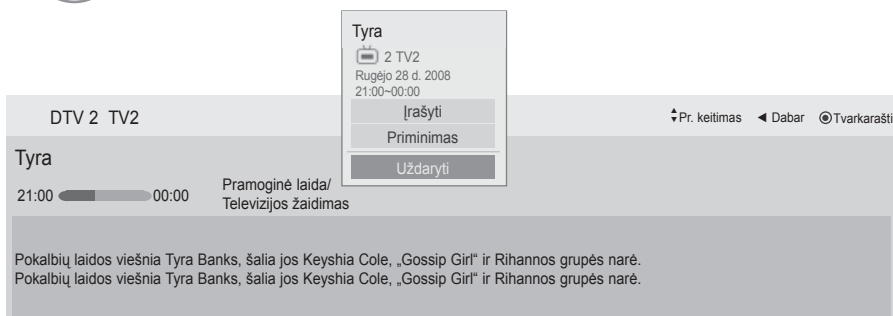 Tyra
2 TV2
Rugėjo 28 d. 2008
21:00~00:00
Įrašyti
Priminimas
Uždaryti
DTV 2 TV2
Pr. keitimas ◄ Dabar ◉Tvarkarašti
Tyra
21:00 00:00
Pramoginė laida/
Televizijos žaidimas
Pokalbių laidos viešnia Tyra Banks, šalia jos Keyshia Cole, „Gossip Girl“ ir Rihannos grupės narė.
Pokalbių laidos viešnia Tyra Banks, šalia jos Keyshia Cole, „Gossip Girl“ ir Rihannos grupės narė.